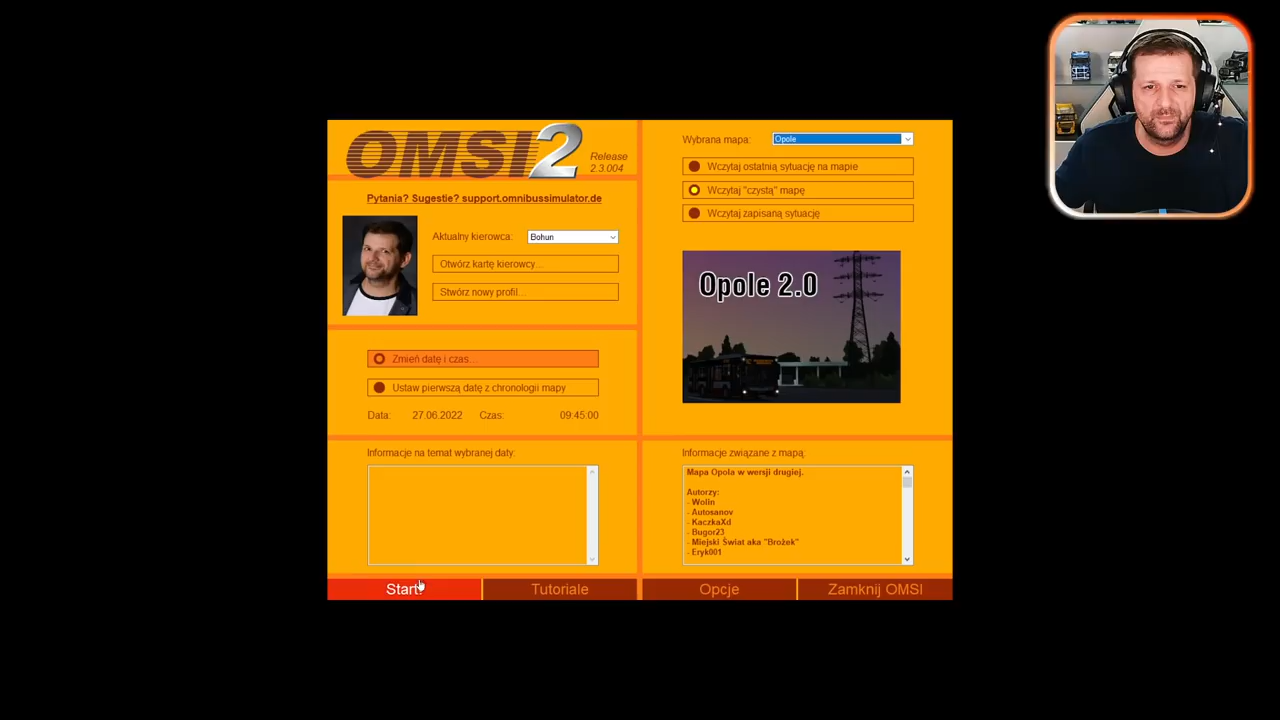 OMSI 2
Release
2.3.004
Pytania? Sugestie? support.omnibussimulator.de
Aktualny kierowca: Bohun
Otwórz kartę kierowcy...
Stwórz nowy profil...
Zmień datę i czas...
Ustaw pierwszą datę z chronologii mapy
Data: 27.06.2022 Czas: 09:45:00
Informacje na temat wybranej daty:
Wybrana mapa: Opole
Wczytaj ostatnią sytuację na mapie
Wczytaj "czystą" mapę
Wczytaj zapisaną sytuację
Opole 2.0
Informacje związane z mapą:
Mapa Opola w wersji drugiej.
Autorzy:
- Wolin
- Autosanov
- KaczkaXd
- Bugor23
- Miejski Świat aka "Brożek"
- Eryk001
Start! Tutoriale Opcje Zamknij OMSI